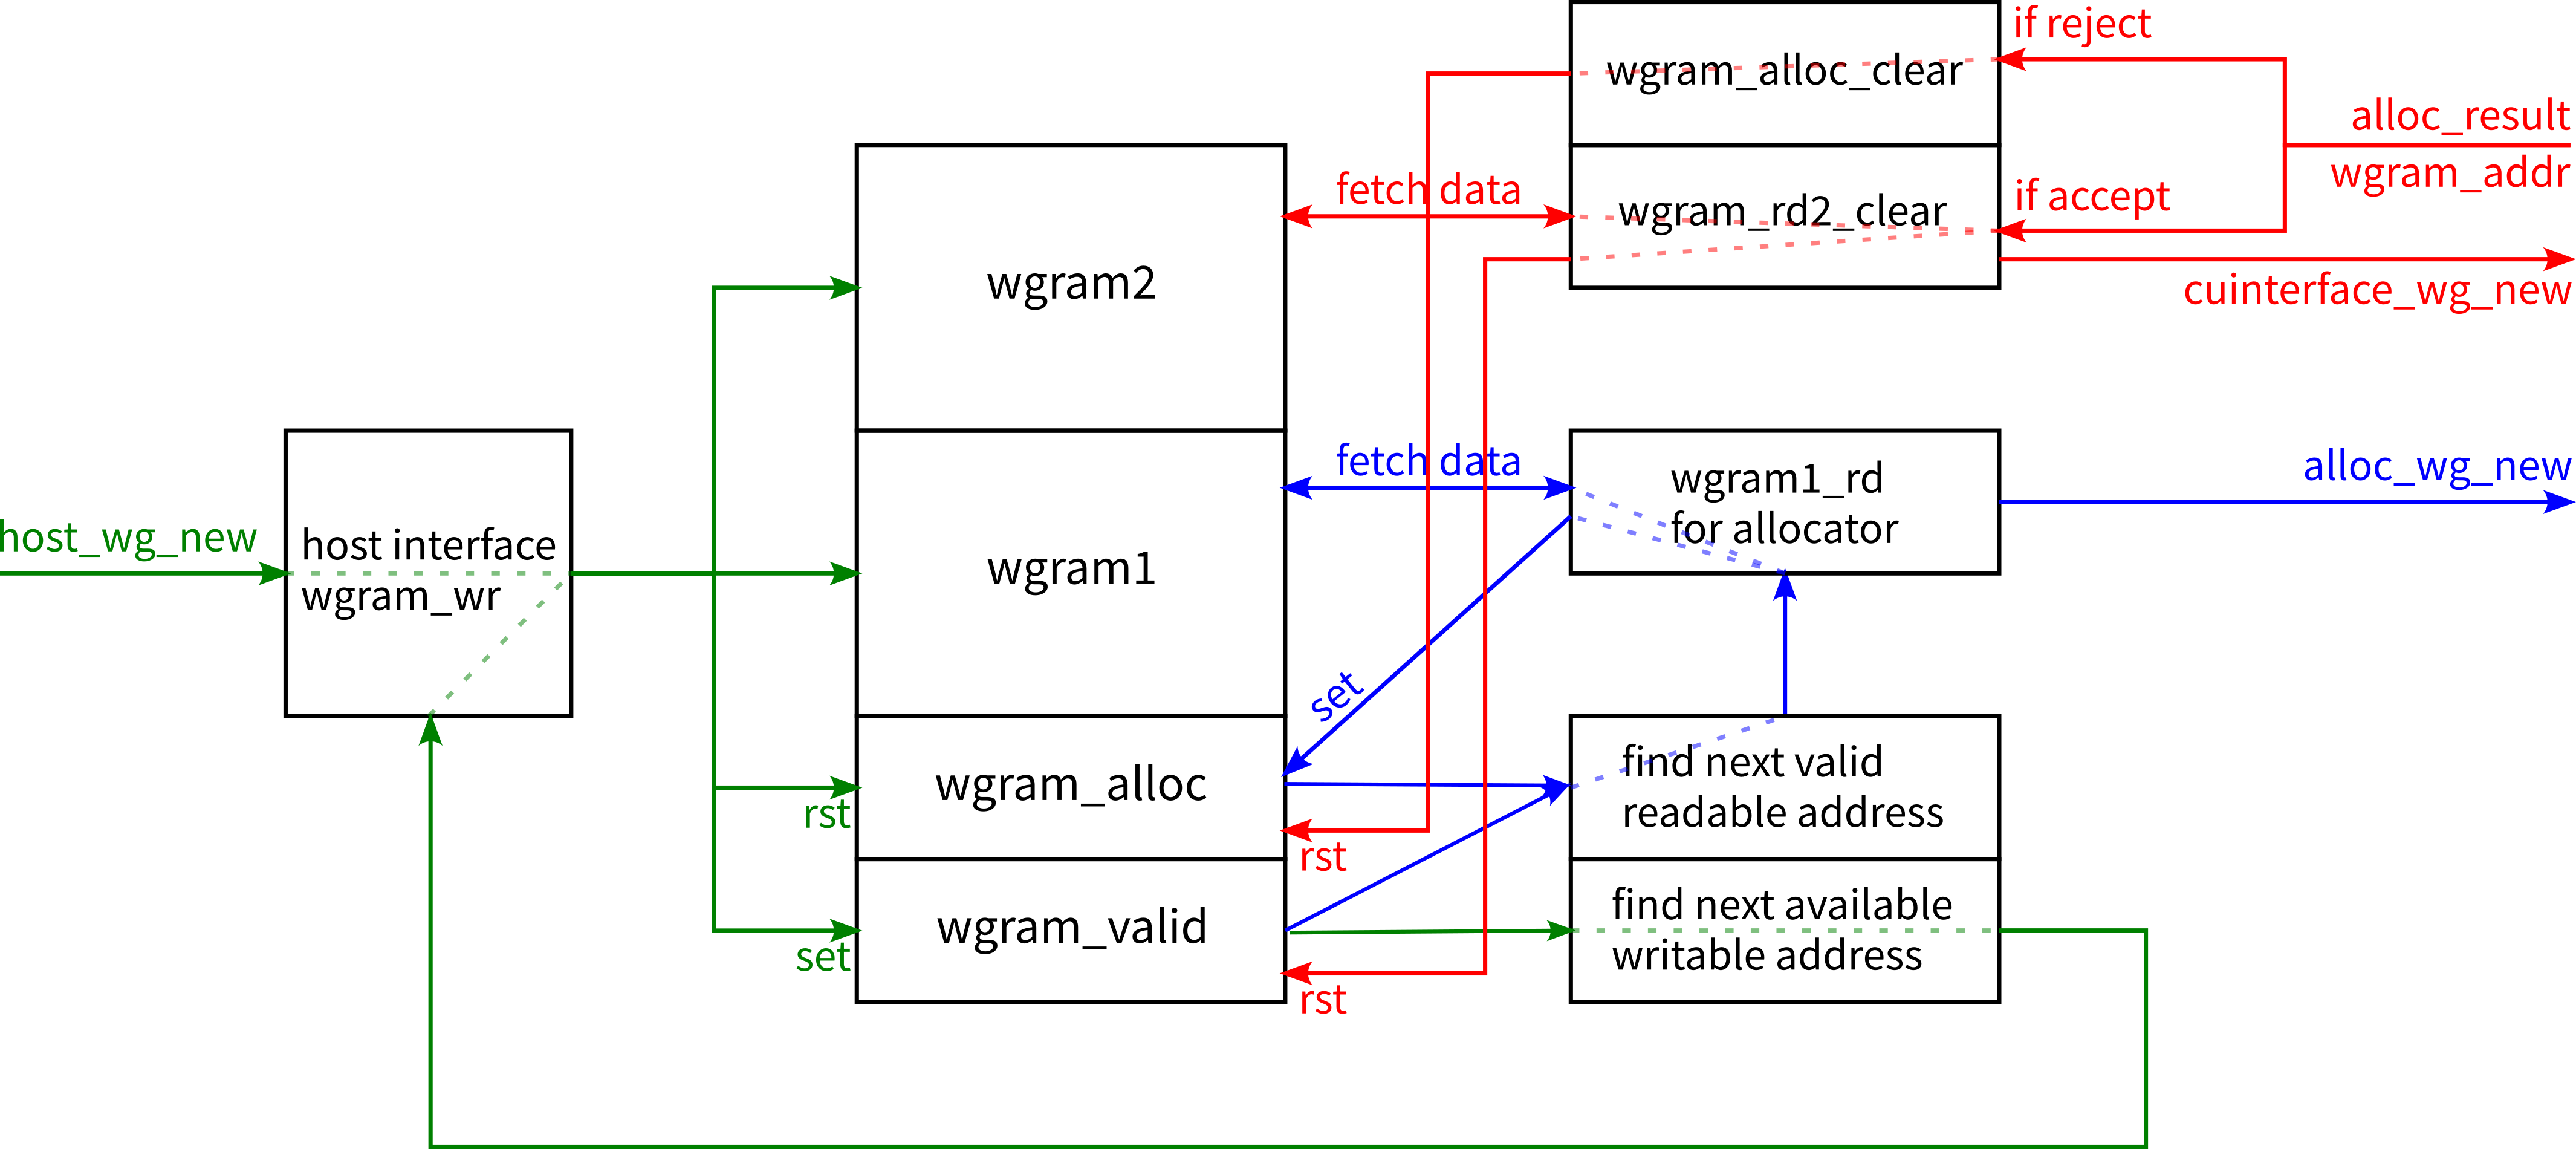 if reject
wgram_alloc_clear
alloc_result
wgram_addr
fetch data
wgram_rd2_clear
if accept
cuinterface_wg_new
wgram2
fetch data
wgram1_rd
for allocator
alloc_wg_new
host_wg_new
host interface
wgram_wr
wgram1
set
wgram_alloc
rst
rst
find next valid
readable address
wgram_valid
set
rst
find next available
writable address